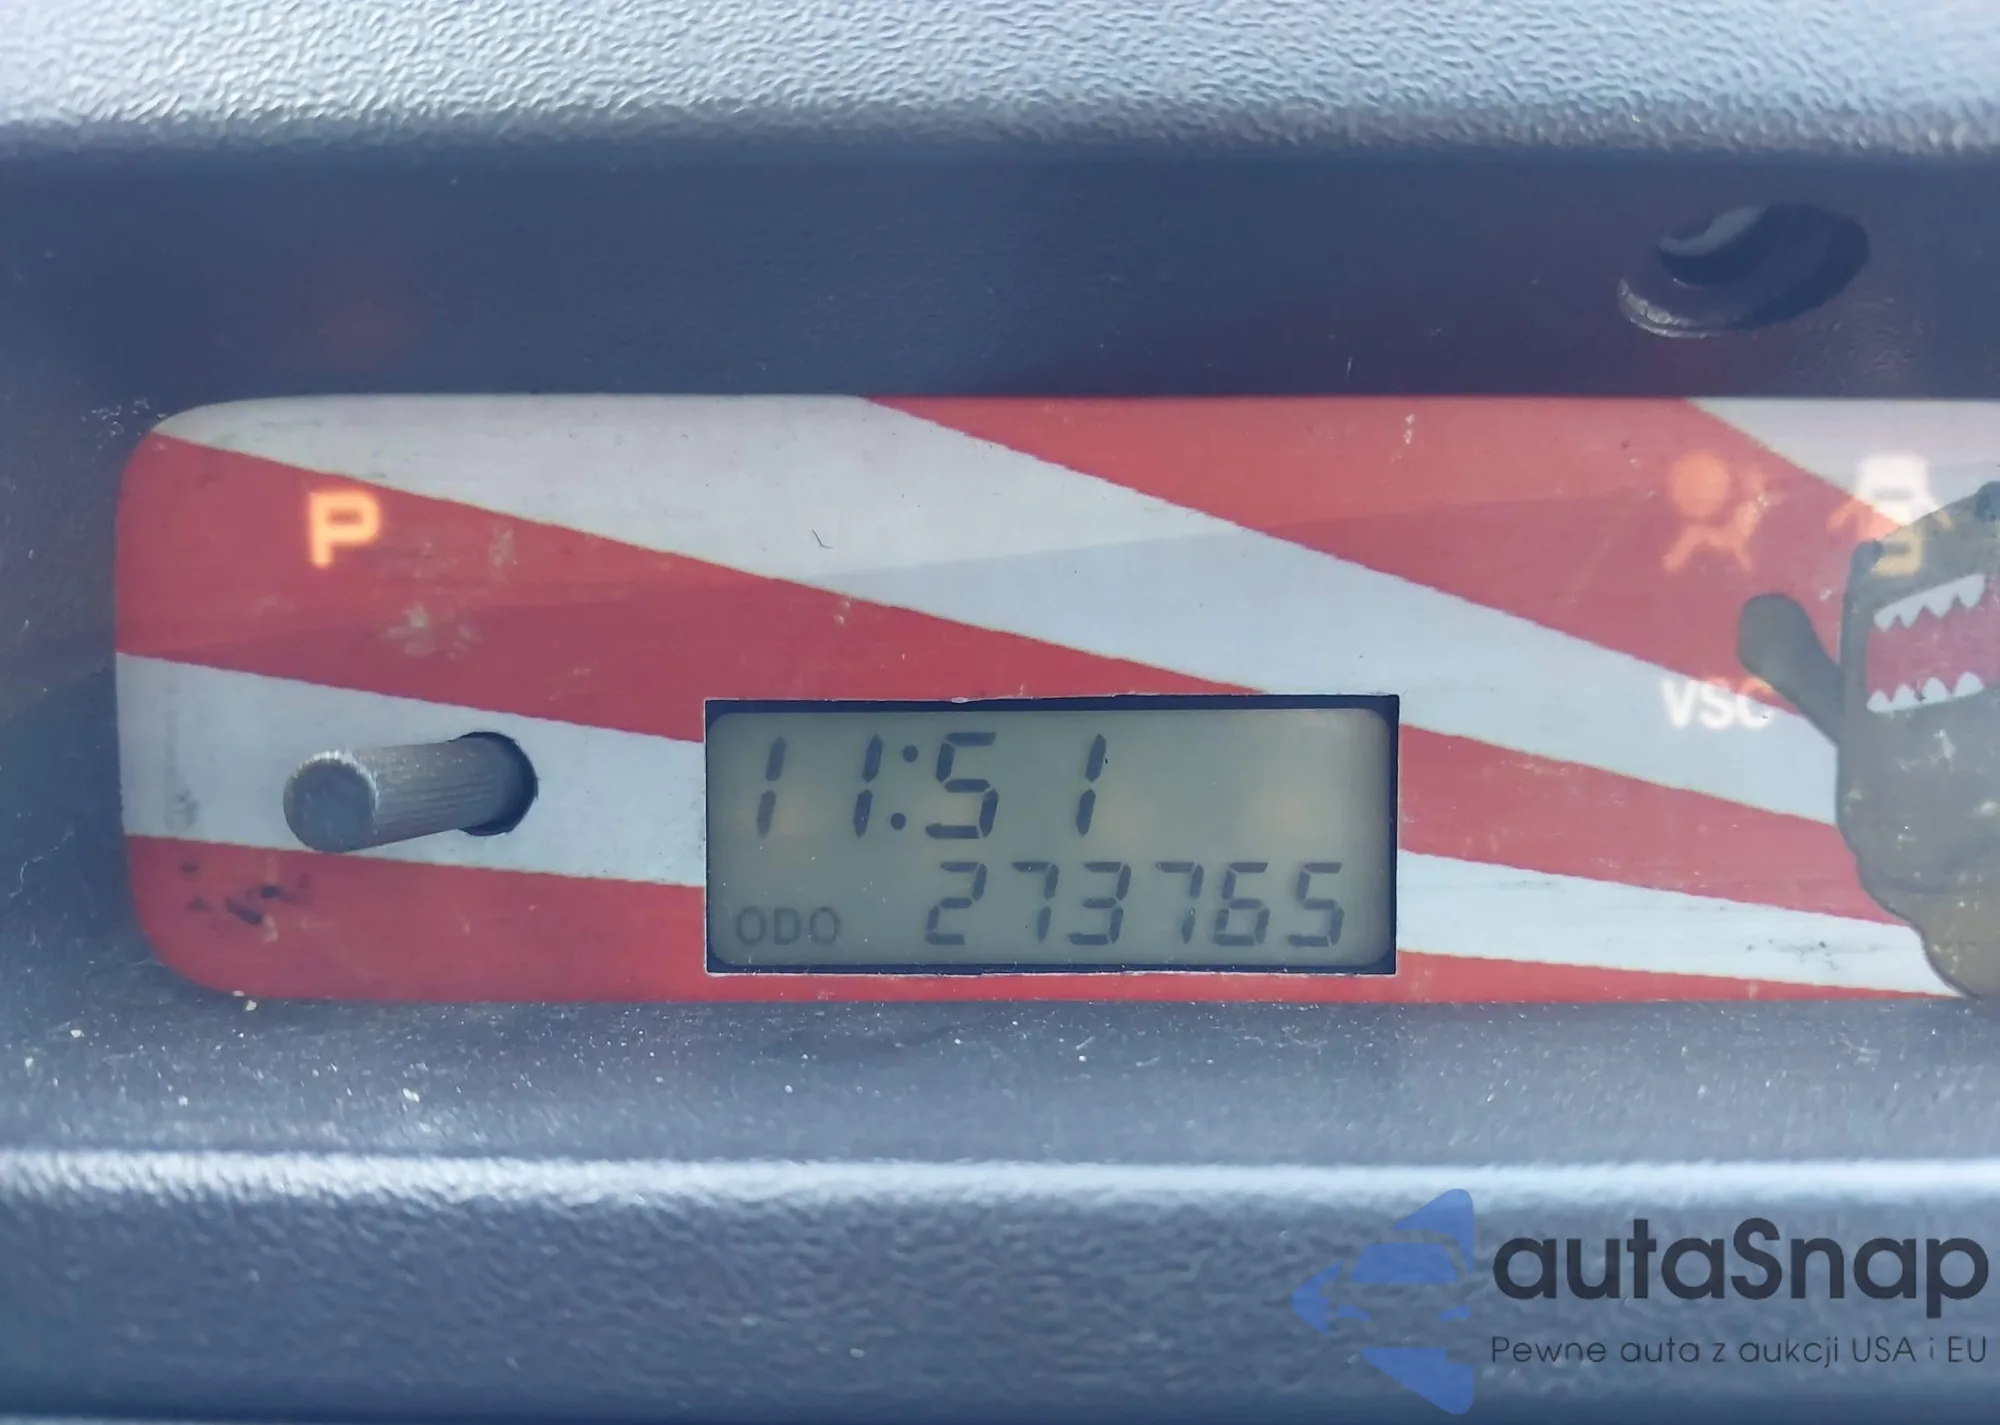 P
VSC
11:51
ODO 273765
autaSnap
Pewne auta z aukcji USA i EU